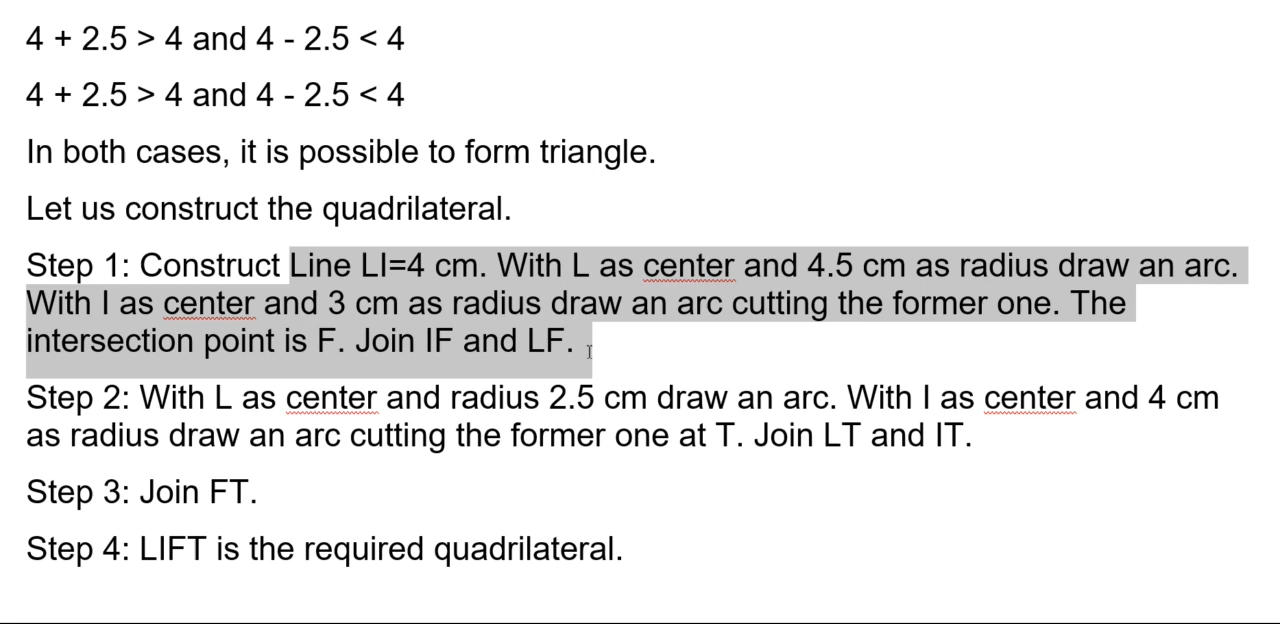 4 + 2.5 > 4 and 4 - 2.5 < 4
4 + 2.5 > 4 and 4 - 2.5 < 4
In both cases, it is possible to form triangle.
Let us construct the quadrilateral.
Step 1: Construct Line LI=4 cm. With L as center and 4.5 cm as radius draw an arc.
With I as center and 3 cm as radius draw an arc cutting the former one. The
intersection point is F. Join IF and LF.
Step 2: With L as center and radius 2.5 cm draw an arc. With I as center and 4 cm
as radius draw an arc cutting the former one at T. Join LT and IT.
Step 3: Join FT.
Step 4: LIFT is the required quadrilateral.